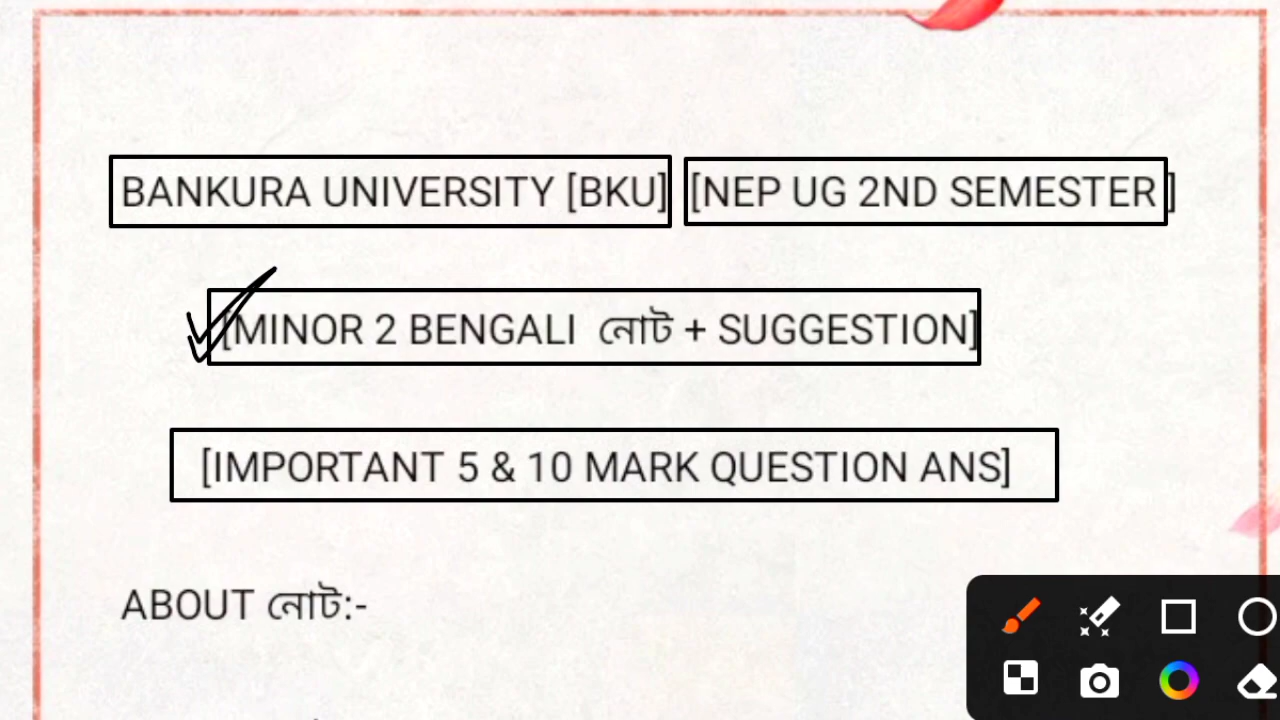 BANKURA UNIVERSITY [BKU] [NEP UG 2ND SEMESTER ]
[MINOR 2 BENGALI নোট + SUGGESTION]
[IMPORTANT 5 & 10 MARK QUESTION ANS]
ABOUT নোট:-